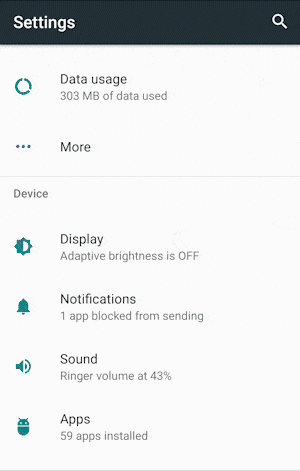 Settings
Data usage
303 MB of data used
More
Device
Display
Adaptive brightness is OFF
Notifications
1 app blocked from sending
Sound
Ringer volume at 43%
Apps
59 apps installed